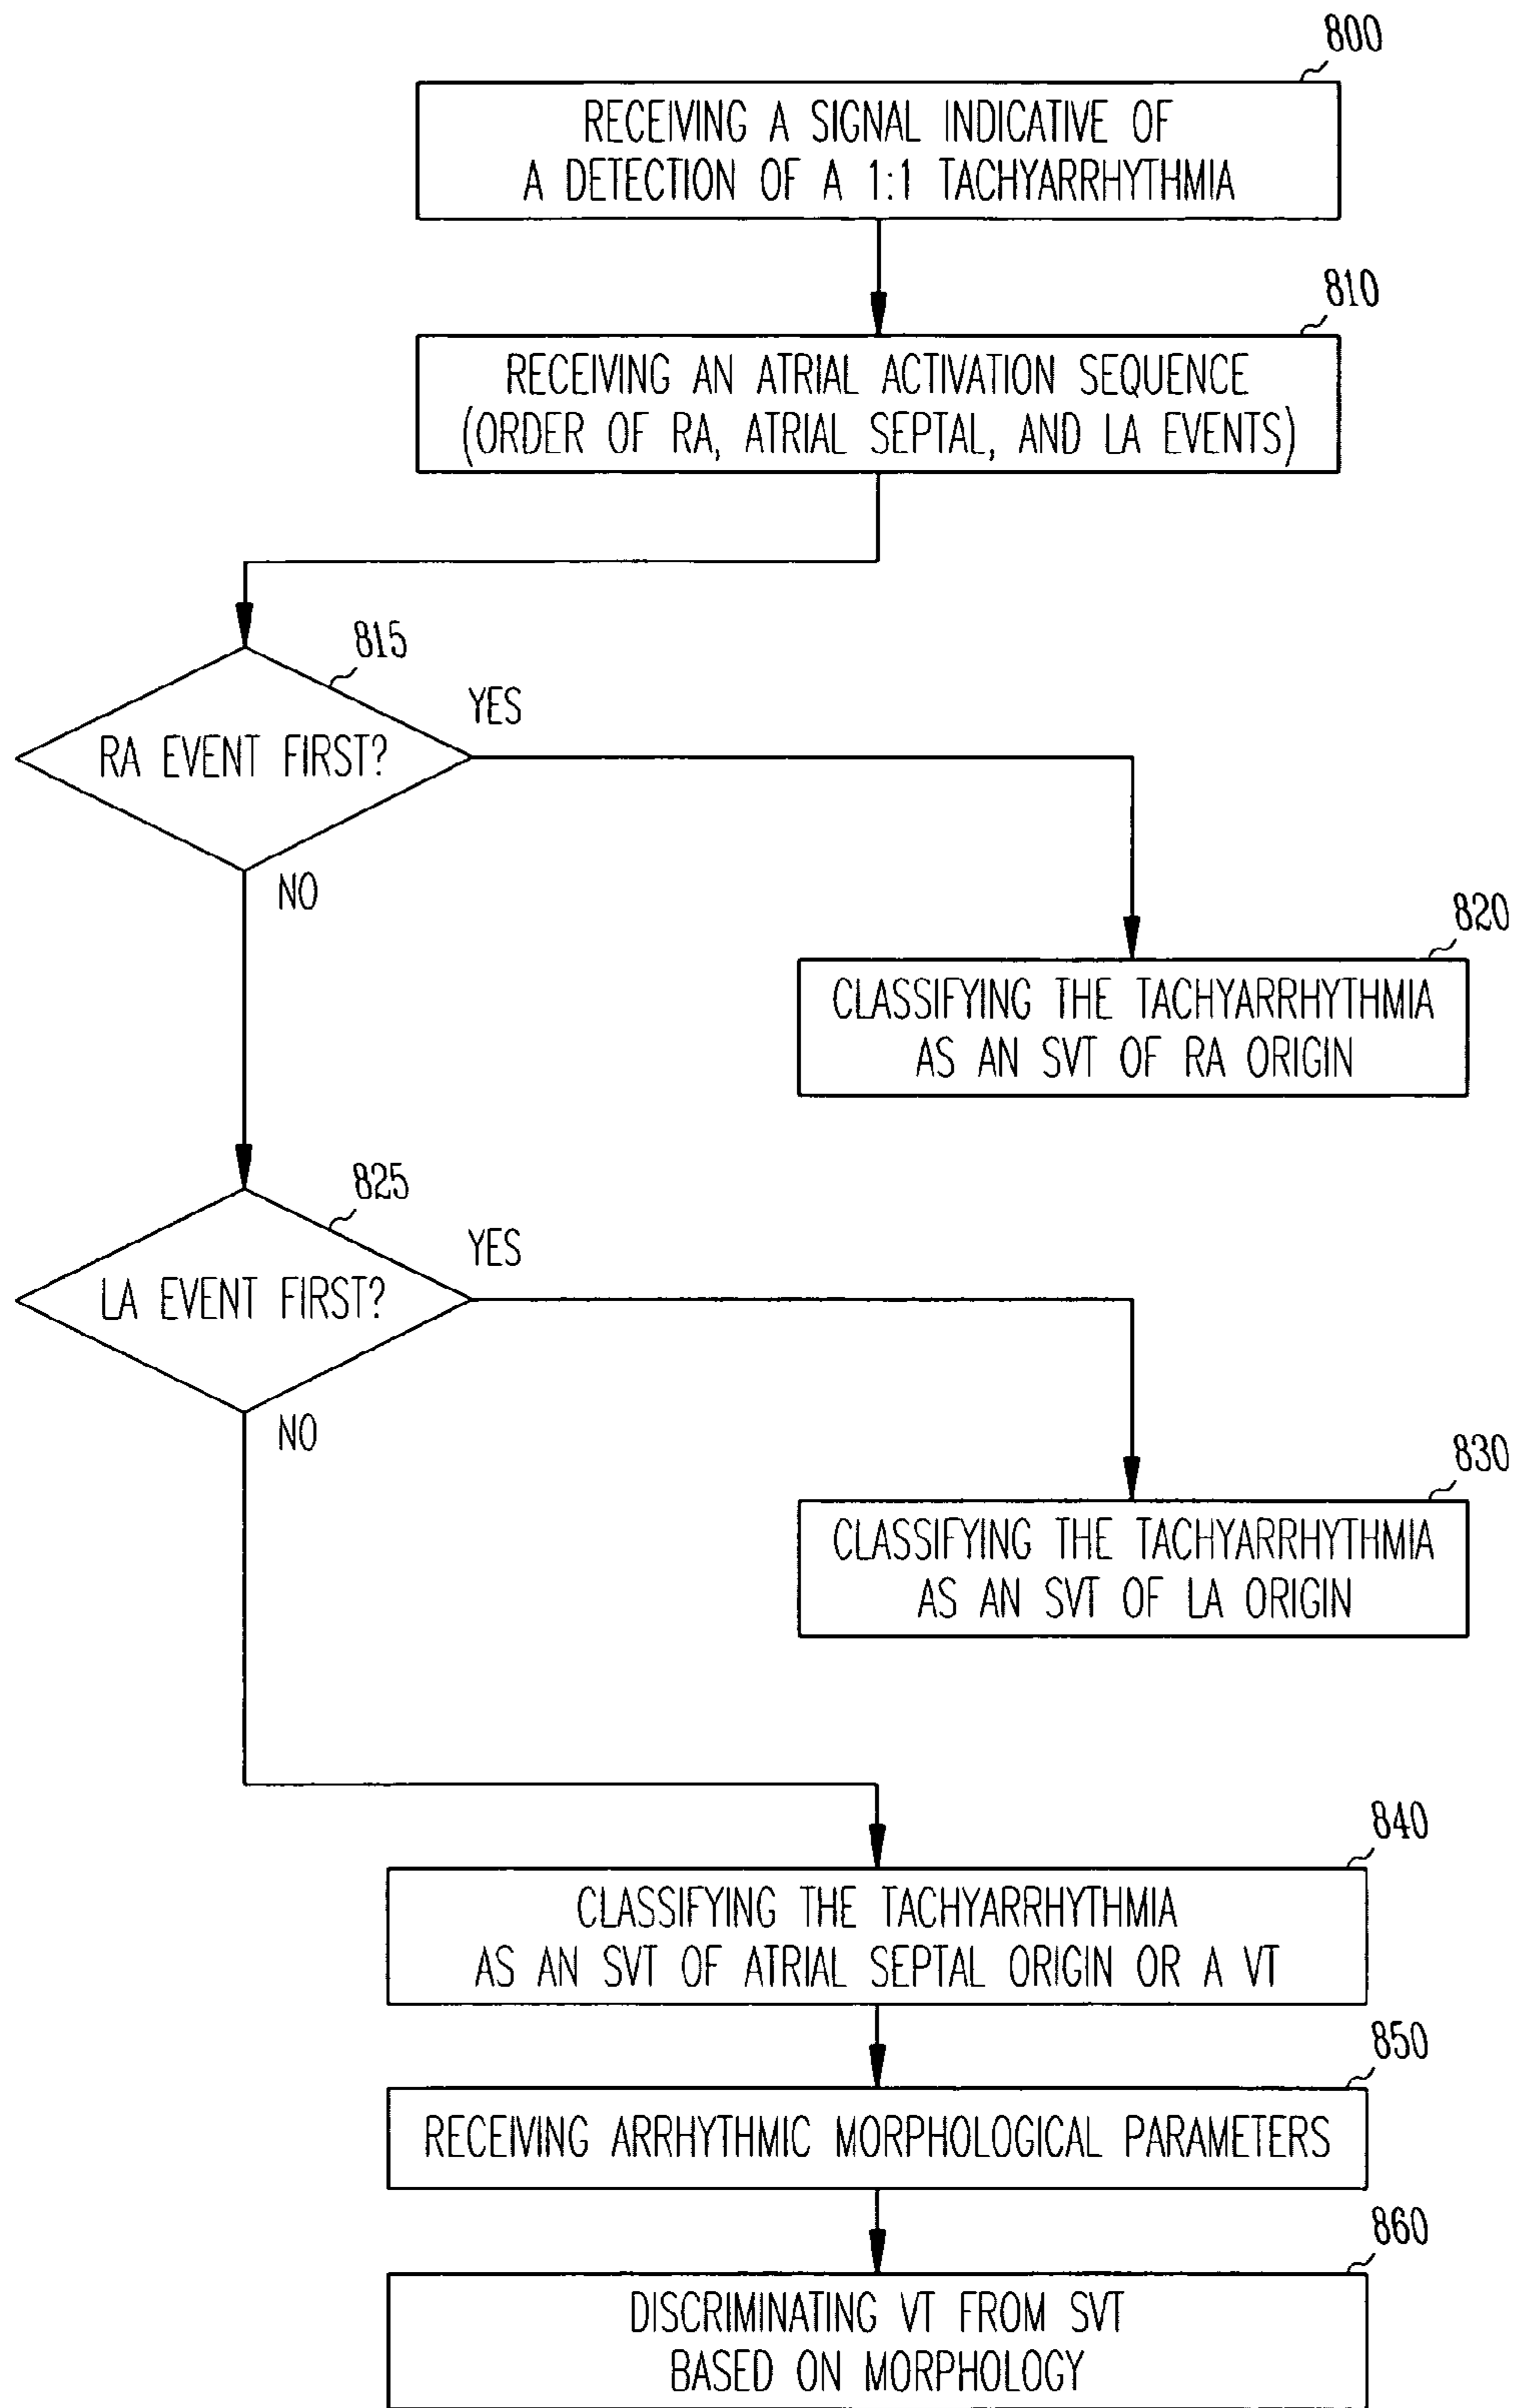 800
RECEIVING A SIGNAL INDICATIVE OF
A DETECTION OF A 1:1 TACHYARRHYTHMIA
810
RECEIVING AN ATRIAL ACTIVATION SEQUENCE
(ORDER OF RA, ATRIAL SEPTAL, AND LA EVENTS)
815
YES
RA EVENT FIRST?
NO
820
CLASSIFYING THE TACHYARRHYTHMIA
AS AN SVT OF RA ORIGIN
825
YES
LA EVENT FIRST?
NO
830
CLASSIFYING THE TACHYARRHYTHMIA
AS AN SVT OF LA ORIGIN
840
CLASSIFYING THE TACHYARRHYTHMIA
AS AN SVT OF ATRIAL SEPTAL ORIGIN OR A VT
850
RECEIVING ARRHYTHMIC MORPHOLOGICAL PARAMETERS
860
DISCRIMINATING VT FROM SVT
BASED ON MORPHOLOGY